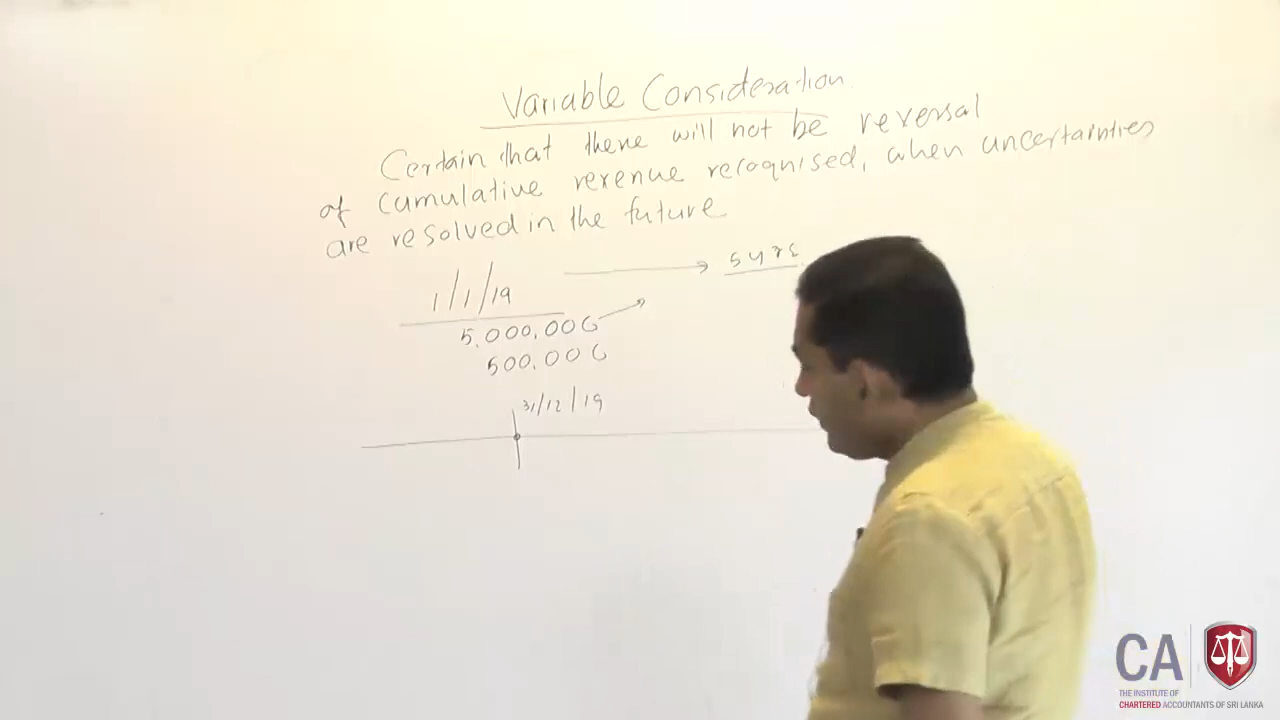 Variable Consideration
Certain that there will not be reversal
of cumulative revenue recognised, when uncertainties
are resolved in the future
1/1/19 → 5 yrs
5,000,000
500,000
31/12/19
CA
THE INSTITUTE OF
CHARTERED ACCOUNTANTS OF SRI LANKA